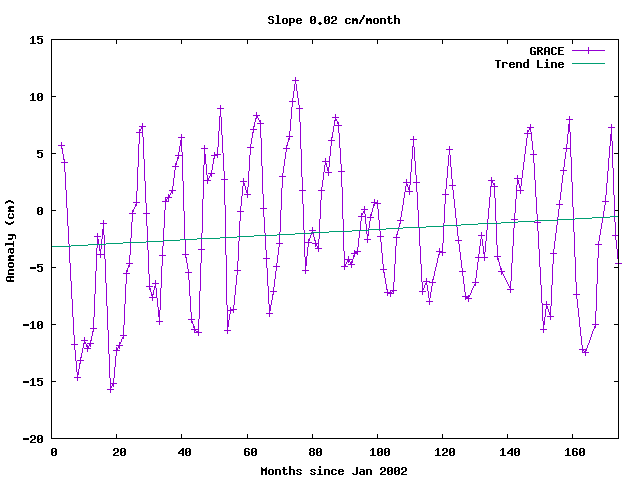 Slope 0.02 cm/month
GRACE
Trend Line
15
10
5
0
-5
-10
-15
-20
Anomaly (cm)
0 20 40 60 80 100 120 140 160
Months since Jan 2002